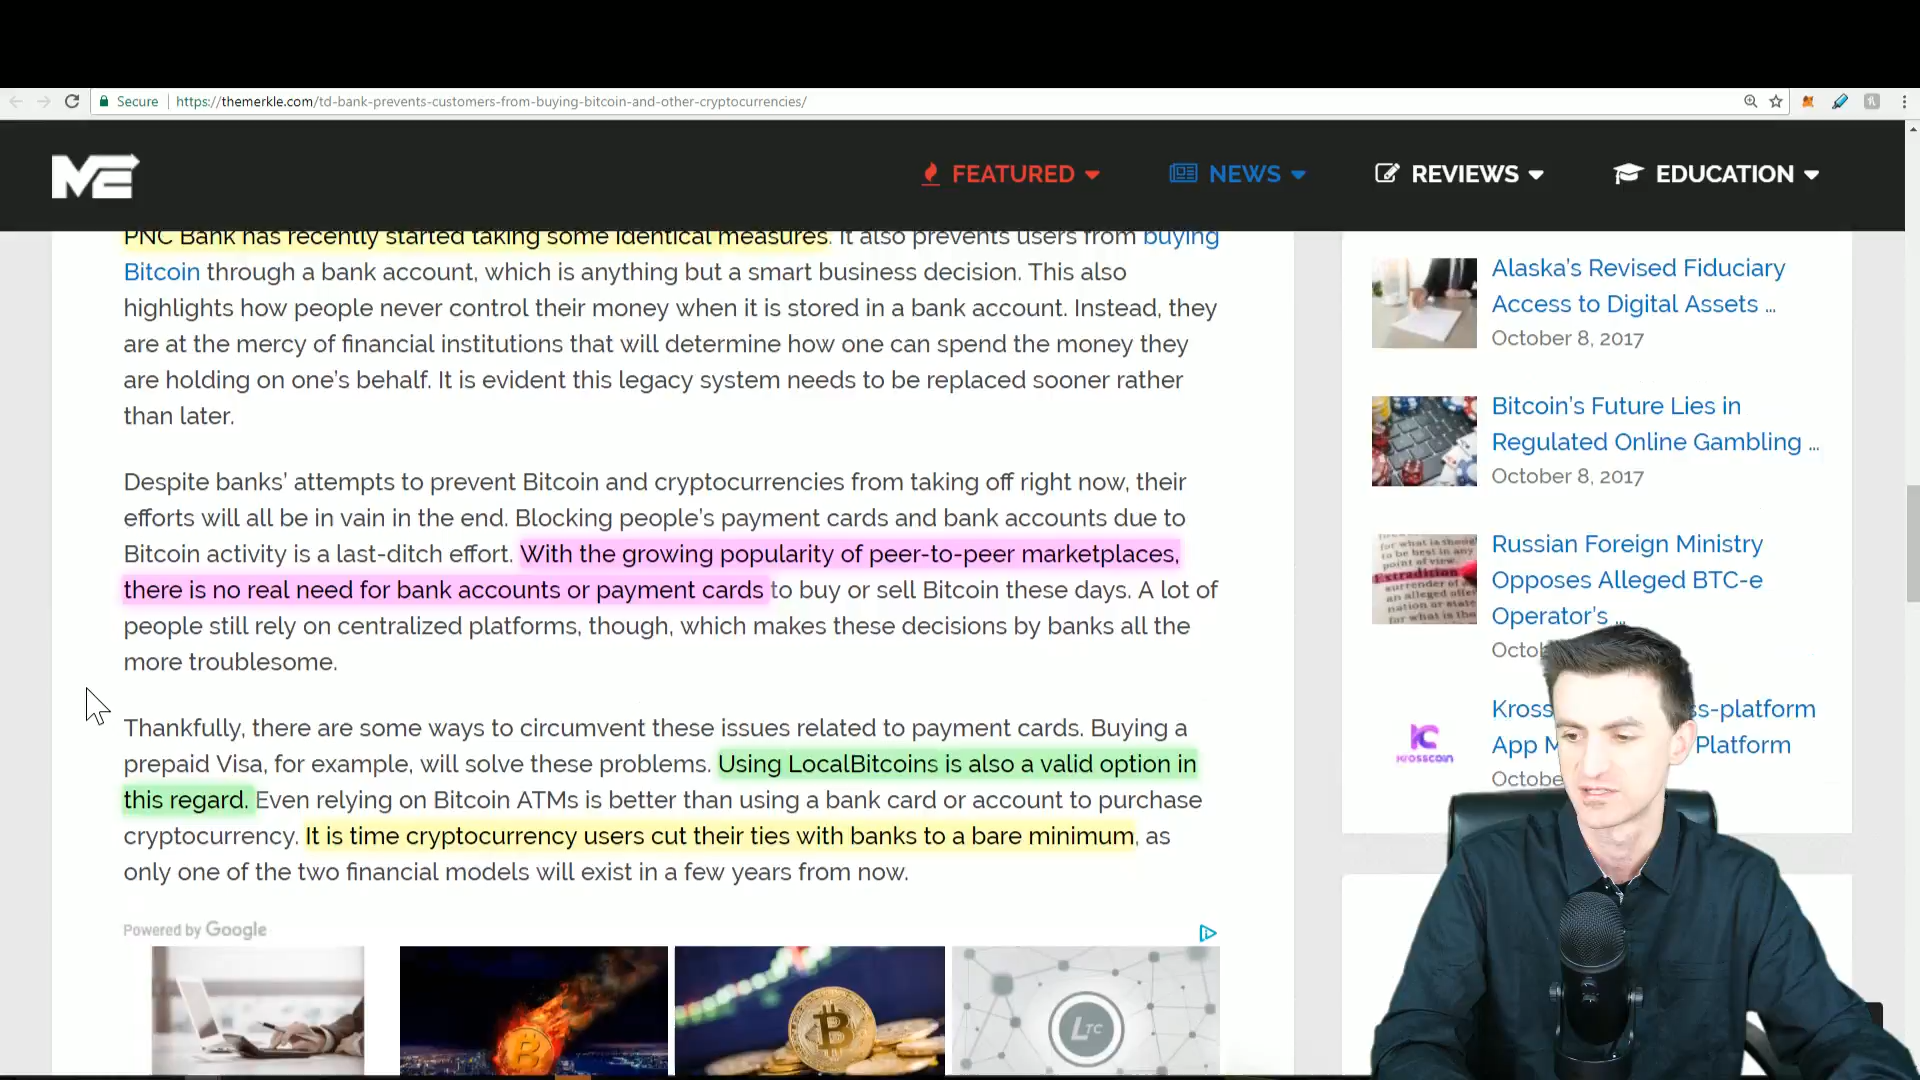 Secure
https://themerkle.com/td-bank-prevents-customers-from-buying-bitcoin-and-other-cryptocurrencies/
ME
FEATURED
NEWS
REVIEWS
EDUCATION
PNC Bank has recently started taking some identical measures. It also prevents users from buying
Bitcoin through a bank account, which is anything but a smart business decision. This also
highlights how people never control their money when it is stored in a bank account. Instead, they
are at the mercy of financial institutions that will determine how one can spend the money they
are holding on one's behalf. It is evident this legacy system needs to be replaced sooner rather
than later.
Despite banks' attempts to prevent Bitcoin and cryptocurrencies from taking off right now, their
efforts will all be in vain in the end. Blocking people's payment cards and bank accounts due to
Bitcoin activity is a last-ditch effort. With the growing popularity of peer-to-peer marketplaces,
there is no real need for bank accounts or payment cards to buy or sell Bitcoin these days. A lot of
people still rely on centralized platforms, though, which makes these decisions by banks all the
more troublesome.
Thankfully, there are some ways to circumvent these issues related to payment cards. Buying a
prepaid Visa, for example, will solve these problems. Using LocalBitcoins is also a valid option in
this regard. Even relying on Bitcoin ATMs is better than using a bank card or account to purchase
cryptocurrency. It is time cryptocurrency users cut their ties with banks to a bare minimum, as
only one of the two financial models will exist in a few years from now.
Powered by Google
LTC
Alaska's Revised Fiduciary
Access to Digital Assets ...
October 8, 2017
Bitcoin's Future Lies in
Regulated Online Gambling ...
October 8, 2017
Russian Foreign Ministry
Opposes Alleged BTC-e
Operator's ...
Extradition
KROSSCOIN
s-platform
Platform